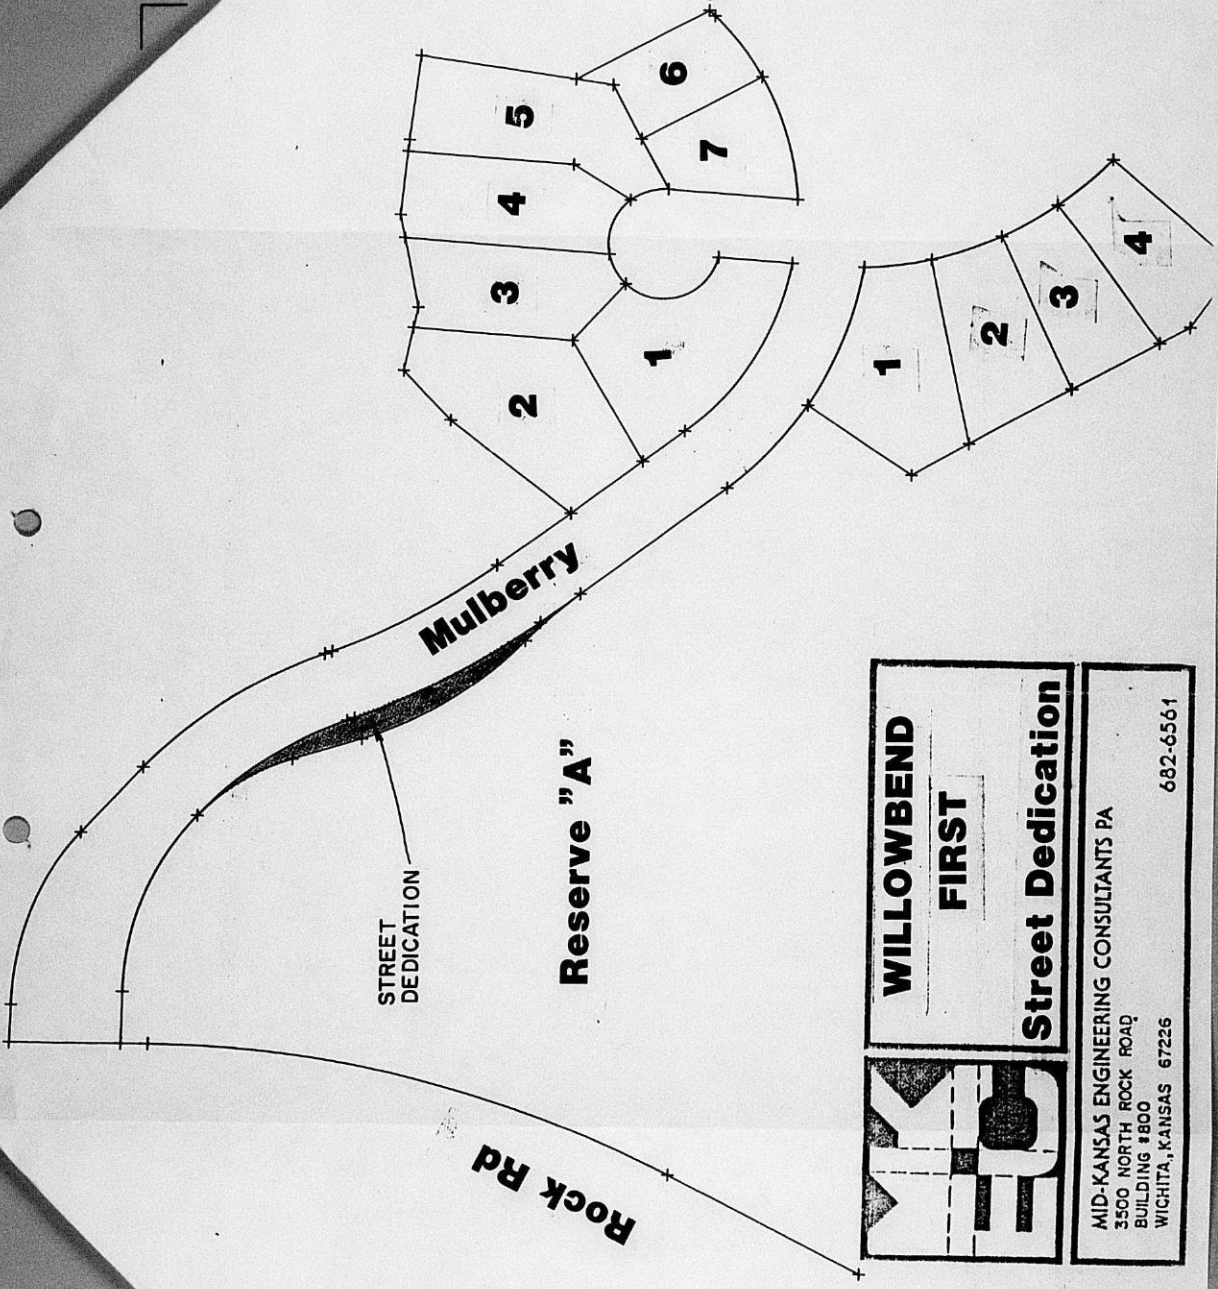 5
6
4
7
3
1
2
1
2
3
4
Mulberry
STREET
DEDICATION
Reserve "A"
Rock Rd
WILLOWBEND
FIRST
Street Dedication
MID-KANSAS ENGINEERING CONSULTANTS PA
3500 NORTH ROCK ROAD
BUILDING #800
WICHITA, KANSAS 67226
682-6561